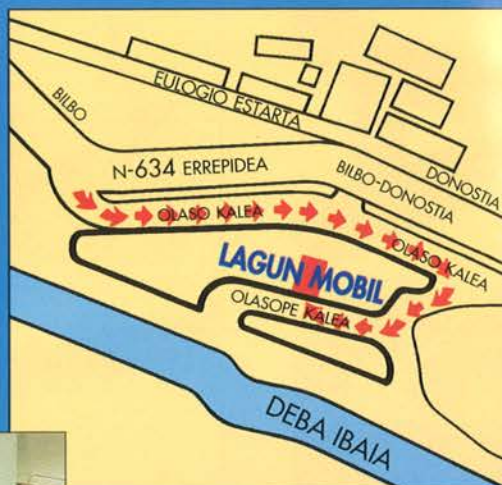 EULOGIO ESTARTA
BILBO
N-634 ERREPIDEA
BILBO-DONOSTIA
DONOSTIA
OLASO KALEA
OLASO KALEA
LAGUN MOBIL
OLASOPE KALEA
DEBA IBAIA